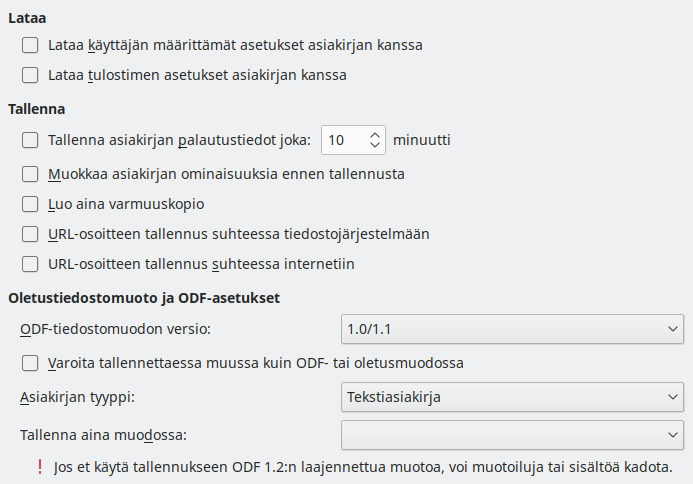 Lataa
Lataa käyttäjän määrittämät asetukset asiakirjan kanssa
Lataa tulostimen asetukset asiakirjan kanssa
Tallenna
Tallenna asiakirjan palautustiedot joka: 10 minuutti
Muokkaa asiakirjan ominaisuuksia ennen tallennusta
Luo aina varmuuskopio
URL-osoitteen tallennus suhteessa tiedostojärjestelmään
URL-osoitteen tallennus suhteessa internetiin
Oletustiedostomuoto ja ODF-asetukset
ODF-tiedostomuodon versio: 1.0/1.1
Varoita tallennettaessa muussa kuin ODF- tai oletusmuodossa
Asiakirjan tyyppi: Tekstiasiakirja
Tallenna aina muodossa:
! Jos et käytä tallennukseen ODF 1.2:n laajennettua muotoa, voi muotoiluja tai sisältöä kadota.